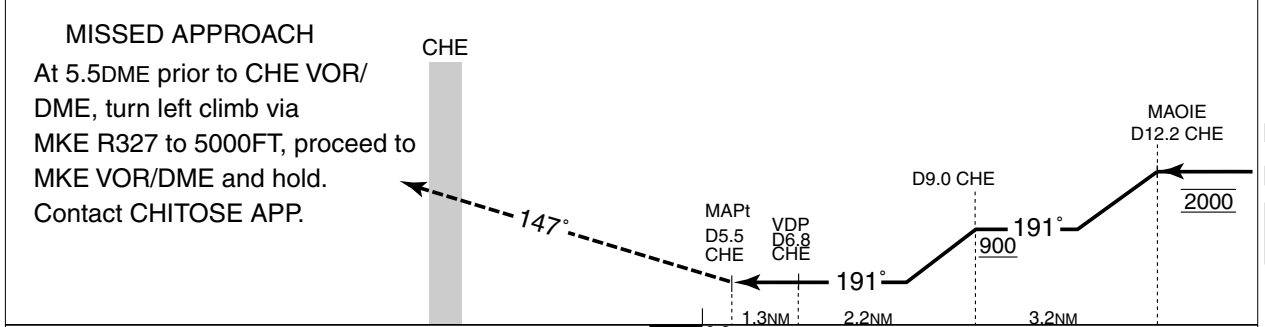 MISSED APPROACH
At 5.5DME prior to CHE VOR/
DME, turn left climb via
MKE R327 to 5000FT, proceed to
MKE VOR/DME and hold.
Contact CHITOSE APP.
CHE
147°
MAPt
D5.5
CHE
VDP
D6.8
CHE
191°
D9.0 CHE
900
191°
MAOIE
D12.2 CHE
2000
1.3NM
2.2NM
3.2NM